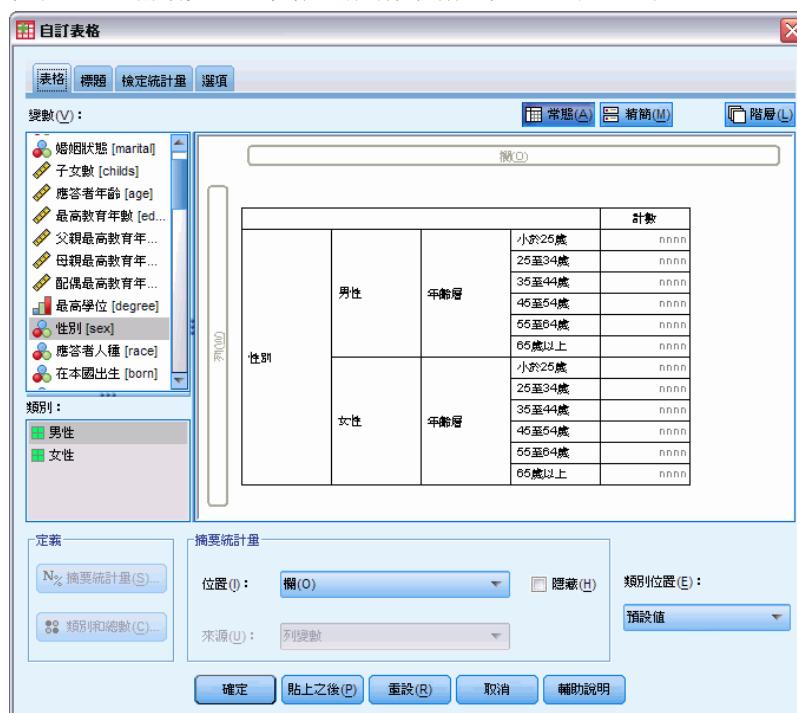 自訂表格
表格 標題 檢定統計量 選項
變數(V)：
常態(A) 精簡(M) 階層(L)
婚姻狀態 [marital]
子女數 [childs]
應答者年齡 [age]
最高教育年數 [ed...
父親最高教育年...
母親最高教育年...
配偶最高教育年...
最高學位 [degree]
性別 [sex]
應答者人種 [race]
在本國出生 [born]
類別：
男性
女性
欄(O)
列(W)
計數
性別 男性 年齡層 小於25歲 nnnn
25至34歲 nnnn
35至44歲 nnnn
45至54歲 nnnn
55至64歲 nnnn
65歲以上 nnnn
女性 年齡層 小於25歲 nnnn
25至34歲 nnnn
35至44歲 nnnn
45至54歲 nnnn
55至64歲 nnnn
65歲以上 nnnn
定義
N% 摘要統計量(S)...
類別和總數(C)...
摘要統計量
位置(I)： 欄(O) 隱藏(H)
來源(U)： 列變數
類別位置(E)：
預設值
確定 貼上之後(P) 重設(R) 取消 輔助說明